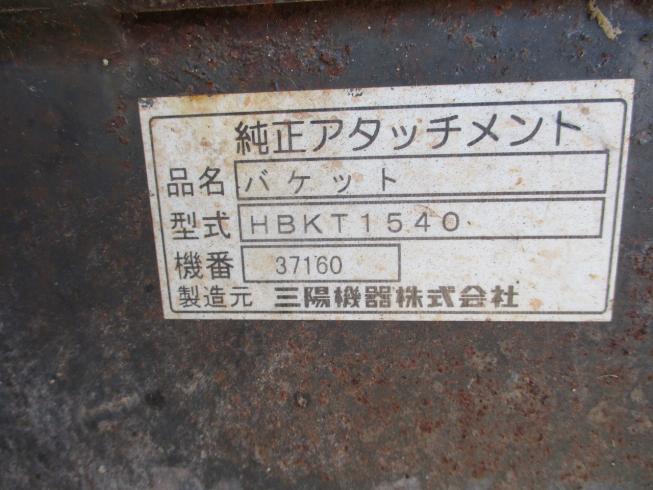 純正アタッチメント
品名 バケット
型式 HBKT1540
機番 37160
製造元 三陽機器株式会社